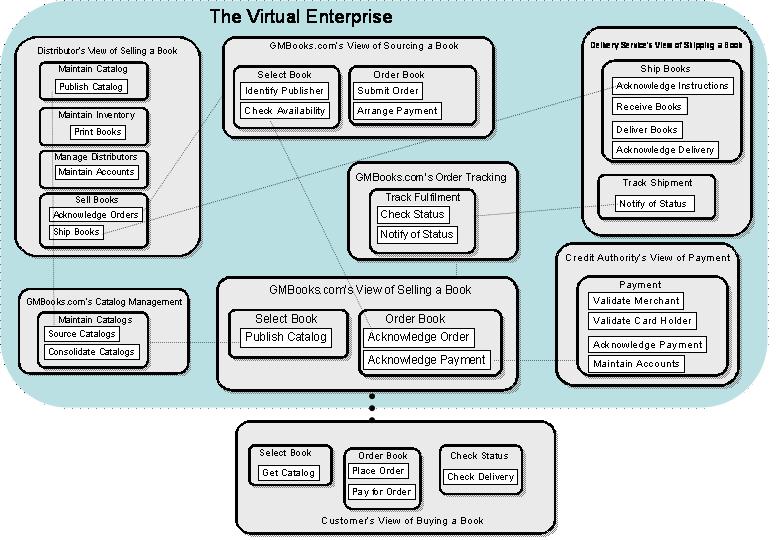 The Virtual Enterprise
Distributor's View of Selling a Book
Maintain Catalog
Publish Catalog
Maintain Inventory
Print Books
Manage Distributors
Maintain Accounts
Sell Books
Acknowledge Orders
Ship Books
GMBooks.com's View of Sourcing a Book
Select Book
Identify Publisher
Check Availability
Order Book
Submit Order
Arrange Payment
Delivery Service's View of Shipping a Book
Ship Books
Acknowledge Instructions
Receive Books
Deliver Books
Acknowledge Delivery
Track Shipment
Notify of Status
GMBooks.com's Order Tracking
Track Fulfilment
Check Status
Notify of Status
GMBooks.com's Catalog Management
Maintain Catalogs
Source Catalogs
Consolidate Catalogs
GMBooks.com's View of Selling a Book
Select Book
Publish Catalog
Order Book
Acknowledge Order
Acknowledge Payment
Credit Authority's View of Payment
Payment
Validate Merchant
Validate Card Holder
Acknowledge Payment
Maintain Accounts
Select Book
Get Catalog
Order Book
Place Order
Pay for Order
Check Status
Check Delivery
Customer's View of Buying a Book